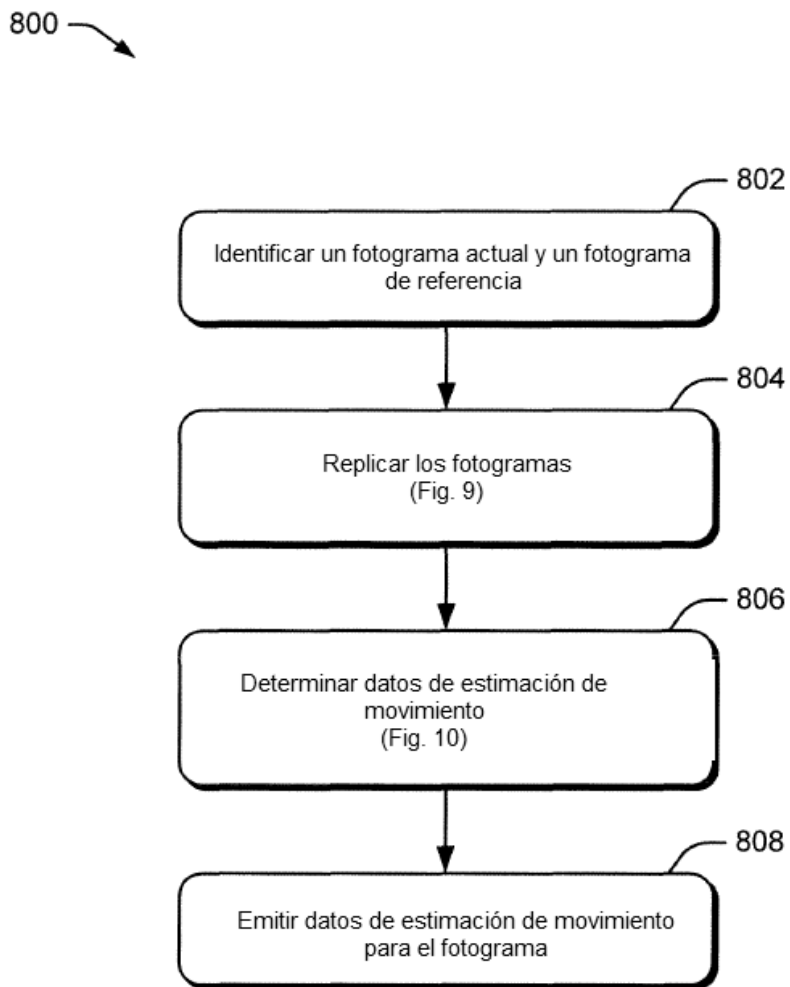 800
802
Identificar un fotograma actual y un fotograma
de referencia
804
Replicar los fotogramas
(Fig. 9)
806
Determinar datos de estimación de
movimiento
(Fig. 10)
808
Emitir datos de estimación de movimiento
para el fotograma